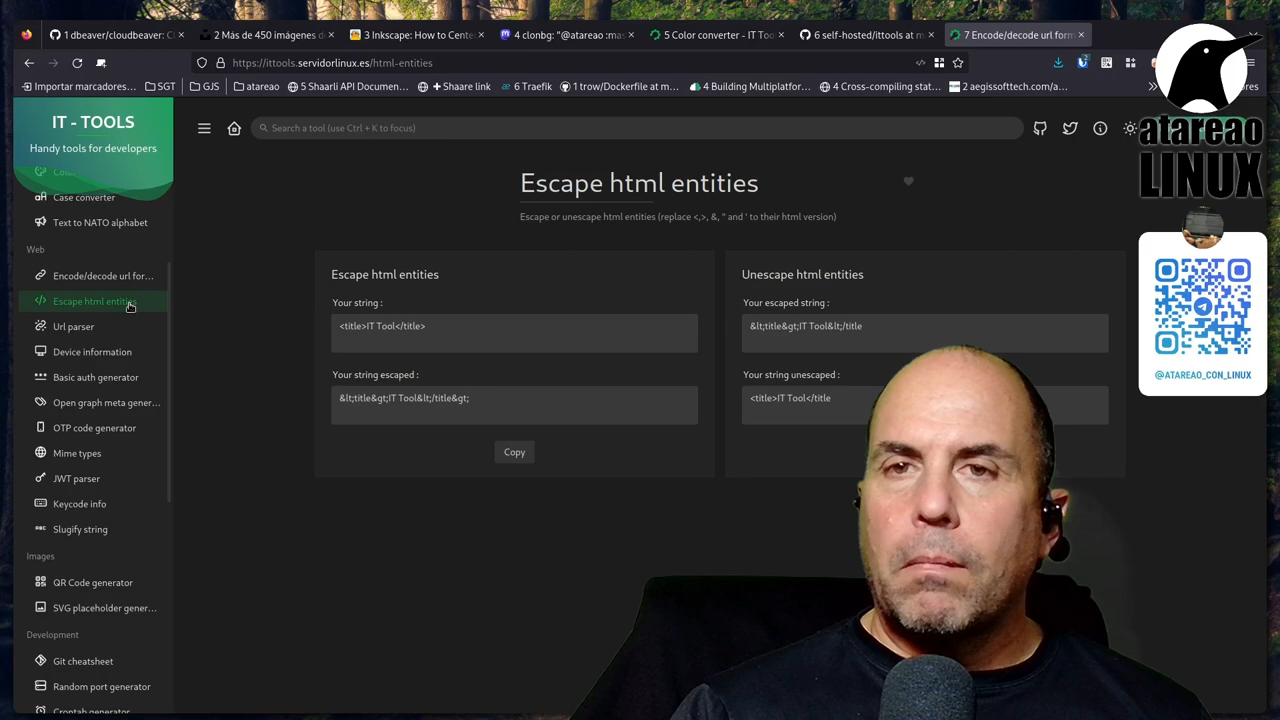 1 dbeaver/cloudbeaver: Cl
2 Más de 450 imágenes d
3 Inkscape: How to Cente
4 clonbg: "@atareao :mas
5 Color converter - IT Too
6 self-hosted/ittools at m
7 Encode/decode url form
https://ittools.servidorlinux.es/html-entities
Importar marcadores...
SGT
GJS
atareao
5 Shaarli API Documen...
✚ Shaare link
6 Traefik
1 trow/Dockerfile at m...
4 Building Multiplatfor...
4 Cross-compiling stat...
2 aegissofttech.com/a...
IT - TOOLS
Handy tools for developers
Search a tool (use Ctrl + K to focus)
atareao
LINUX
@ATAREAO_CON_LINUX
Case converter
Text to NATO alphabet
Web
Encode/decode url for...
Escape html entities
Url parser
Device information
Basic auth generator
Open graph meta gener...
OTP code generator
Mime types
JWT parser
Keycode info
Slugify string
Images
QR Code generator
SVG placeholder gener...
Development
Git cheatsheet
Random port generator
Crontab generator
Escape html entities
Escape or unescape html entities (replace <,>, &, " and ' to their html version)
Escape html entities
Your string :
<title>IT Tool</title>
Your string escaped :
&lt;title&gt;IT Tool&lt;/title&gt;
Copy
Unescape html entities
Your escaped string :
&lt;title&gt;IT Tool&lt;/title
Your string unescaped :
<title>IT Tool</title